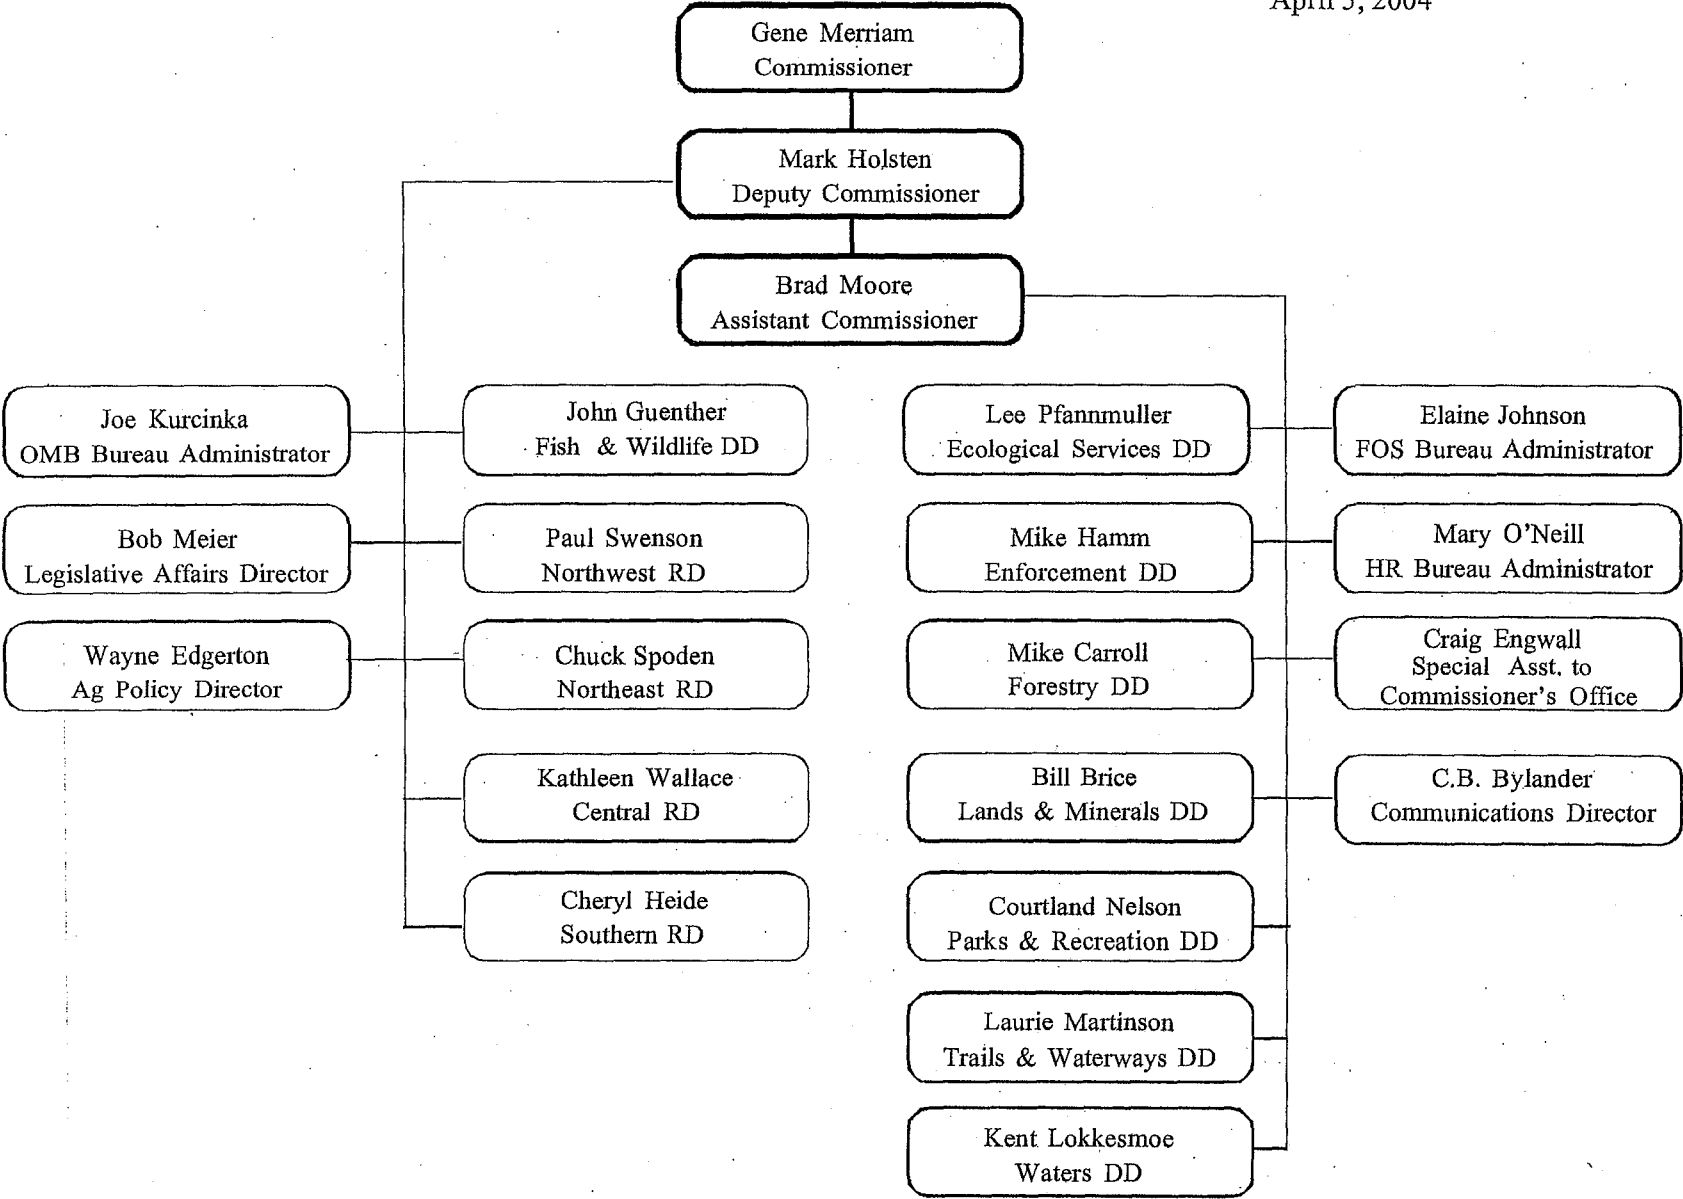 April 5, 2004
Gene Merriam
Commissioner
Mark Holsten
Deputy Commissioner
Brad Moore
Assistant Commissioner
Joe Kurcinka
OMB Bureau Administrator
John Guenther
Fish & Wildlife DD
Lee Pfannmuller
Ecological Services DD
Elaine Johnson
FOS Bureau Administrator
Bob Meier
Legislative Affairs Director
Paul Swenson
Northwest RD
Mike Hamm
Enforcement DD
Mary O'Neill
HR Bureau Administrator
Wayne Edgerton
Ag Policy Director
Chuck Spoden
Northeast RD
Mike Carroll
Forestry DD
Craig Engwall
Special Asst. to
Commissioner's Office
Kathleen Wallace
Central RD
Bill Brice
Lands & Minerals DD
C.B. Bylander
Communications Director
Cheryl Heide
Southern RD
Courtland Nelson
Parks & Recreation DD
Laurie Martinson
Trails & Waterways DD
Kent Lokkesmoe
Waters DD